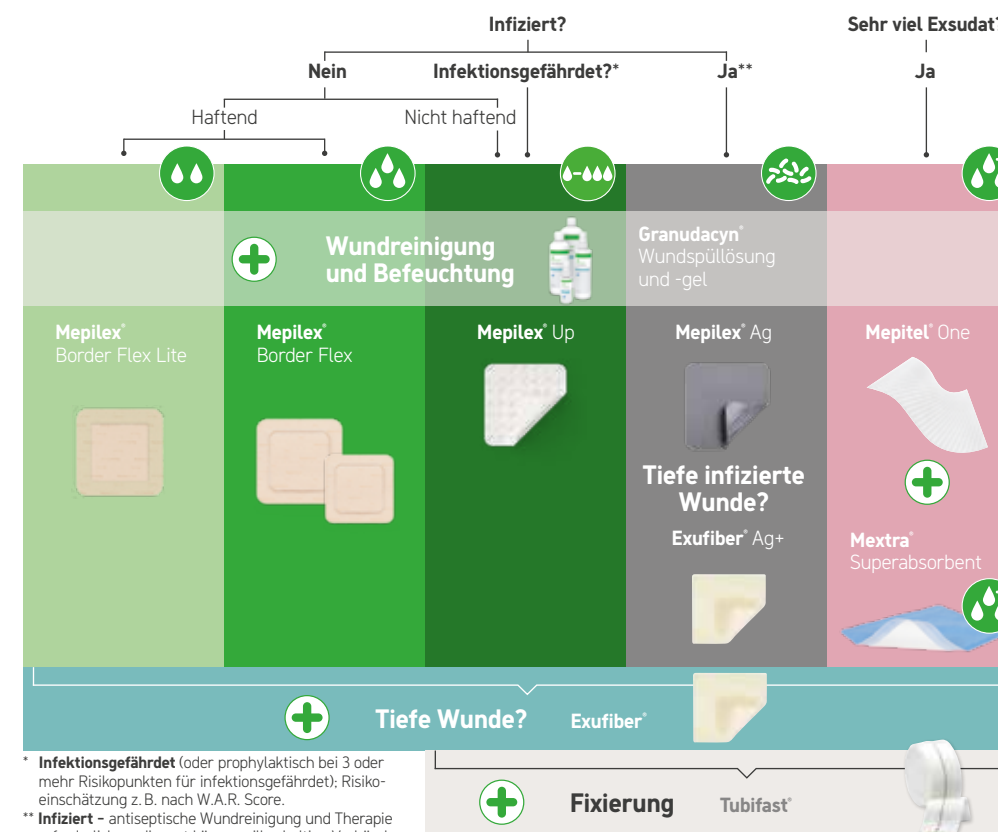 Infiziert?
Sehr viel Exsudat?
Nein
Infektionsgefährdet?*
Ja**
Ja
Haftend
Nicht haftend
Wundreinigung
und Befeuchtung
Granudacyn®
Wundspüllösung
und -gel
Mepilex®
Border Flex Lite
Mepilex®
Border Flex
Mepilex® Up
Mepilex® Ag
Mepitel® One
Tiefe infizierte
Wunde?
Exufiber® Ag+
Mextra®
Superabsorbent
Tiefe Wunde?
Exufiber®
* Infektionsgefährdet (oder prophylaktisch bei 3 oder
mehr Risikopunkten für infektionsgefährdet); Risiko-
einschätzung z. B. nach W.A.R. Score.
** Infiziert – antiseptische Wundreinigung und Therapie
Fixierung
Tubifast®